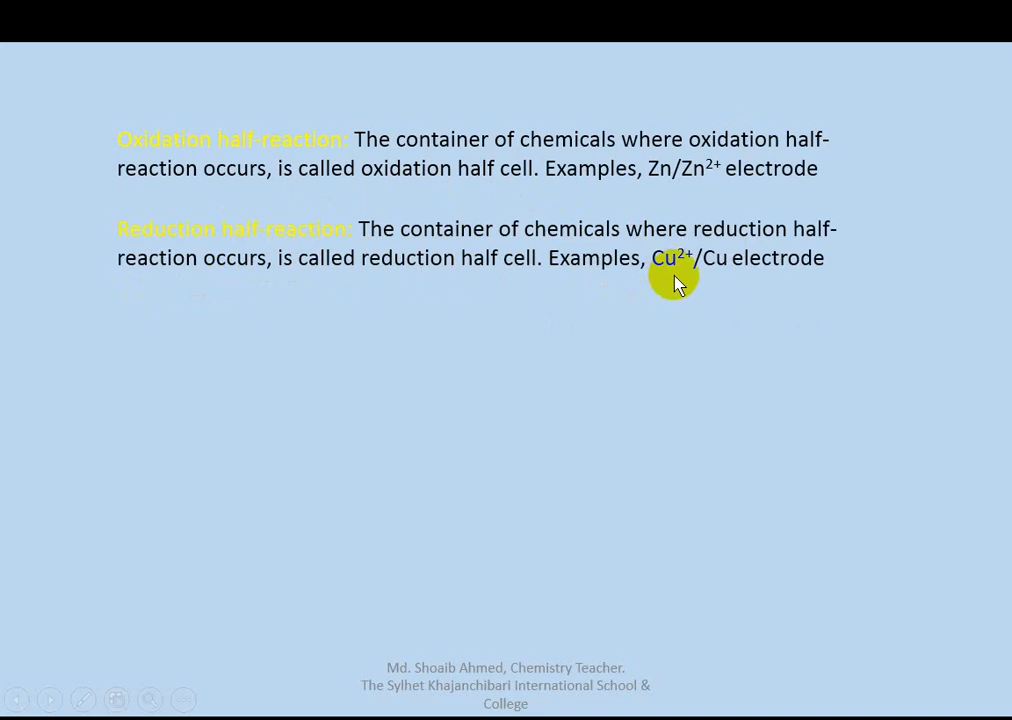 Oxidation half-reaction: The container of chemicals where oxidation half-
reaction occurs, is called oxidation half cell. Examples, Zn/Zn²⁺ electrode
Reduction half-reaction: The container of chemicals where reduction half-
reaction occurs, is called reduction half cell. Examples, Cu²⁺/Cu electrode
Md. Shoaib Ahmed, Chemistry Teacher.
The Sylhet Khajanchibari International School &
College